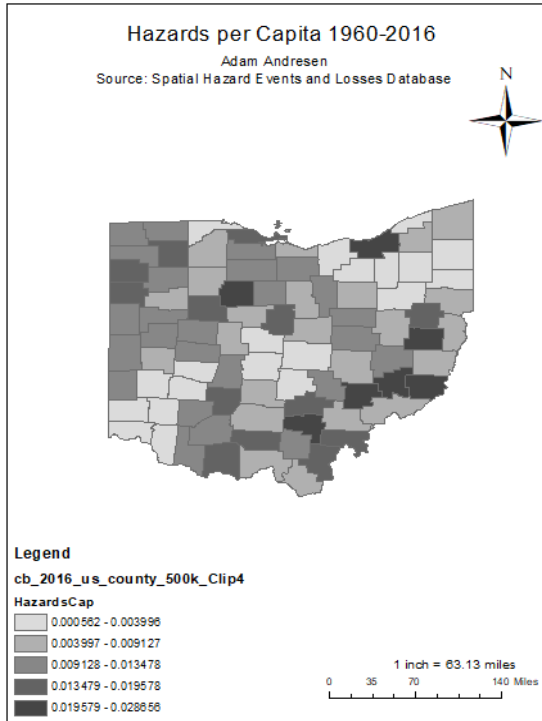 Hazards per Capita 1960-2016
Adam Andresen
Source: Spatial Hazard Events and Losses Database
N
Legend
cb_2016_us_county_500k_Clip4
HazardsCap
0.000562 - 0.003996
0.003997 - 0.009127
0.009128 - 0.013478
0.013479 - 0.019578
0.019579 - 0.028656
1 inch = 63.13 miles
0 35 70 140 Miles